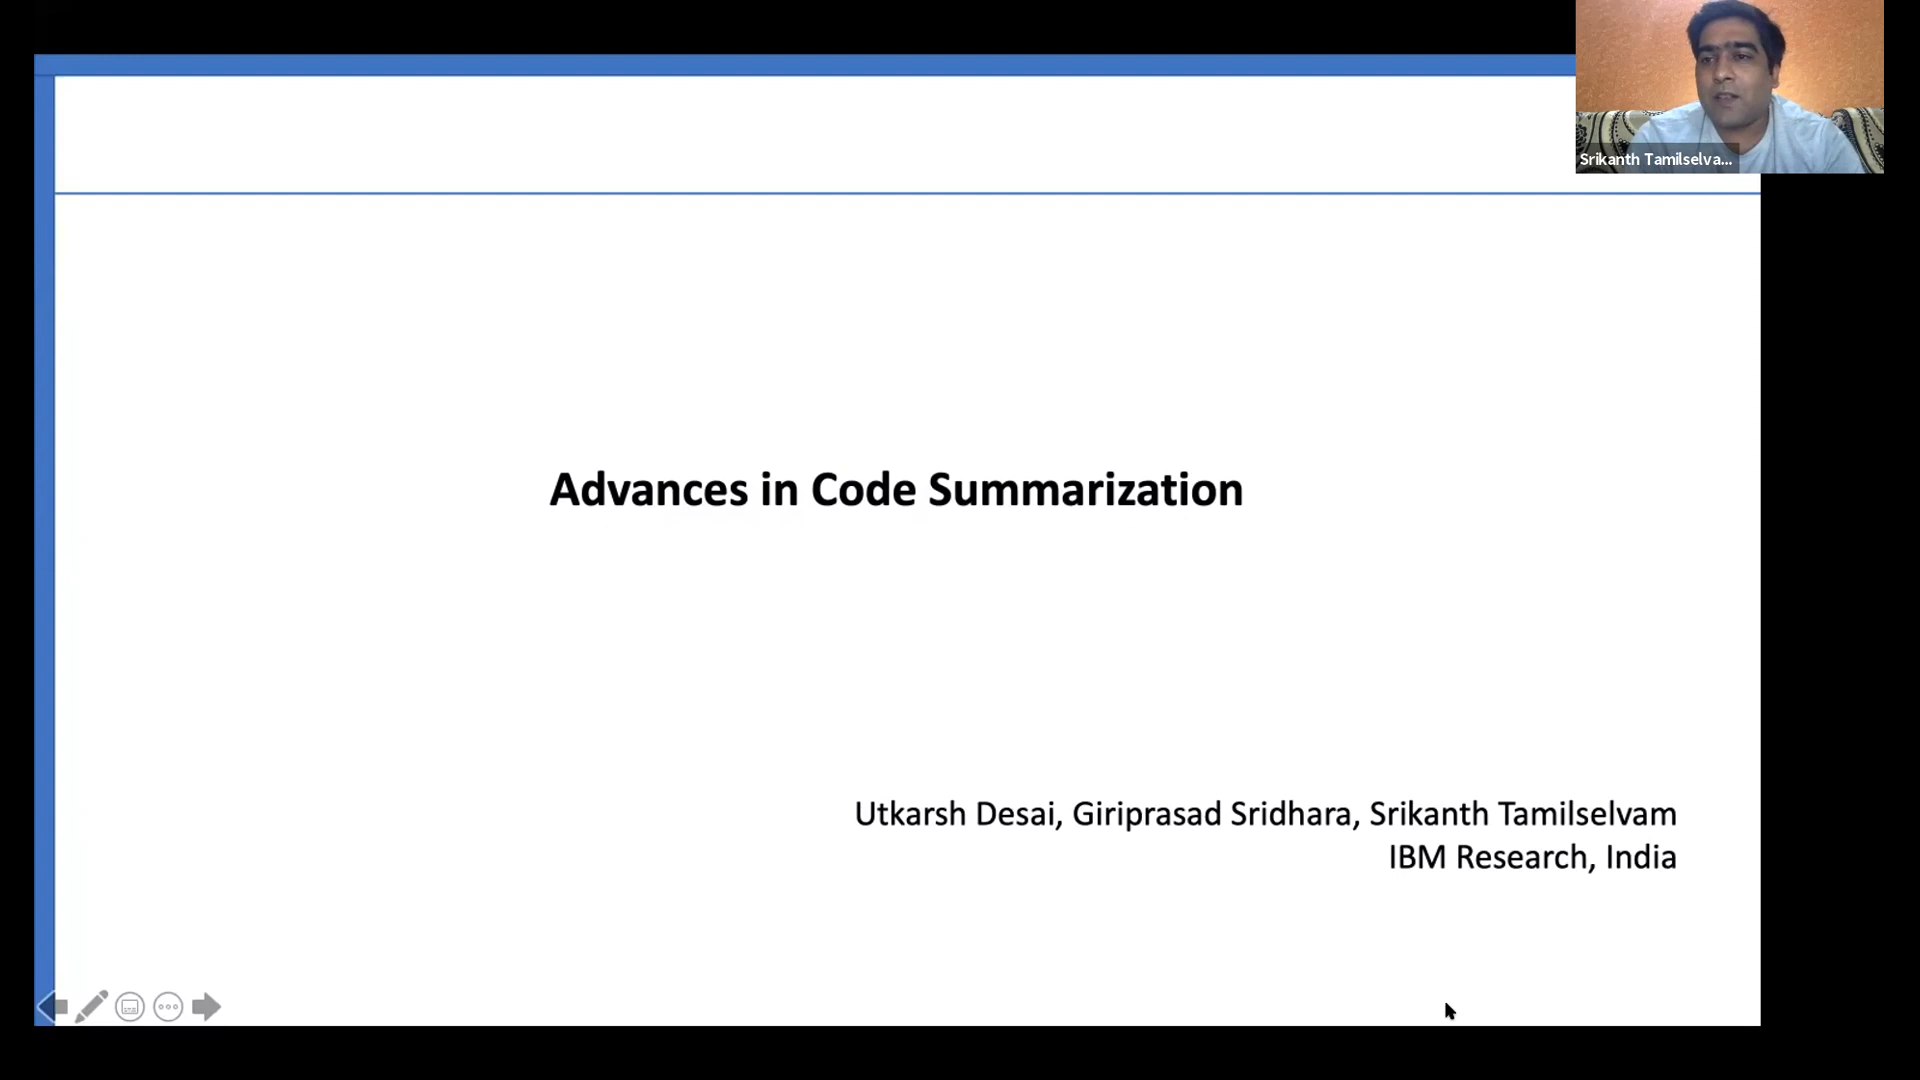 Srikanth Tamilselva...
Advances in Code Summarization
Utkarsh Desai, Giriprasad Sridhara, Srikanth Tamilselvam
IBM Research, India